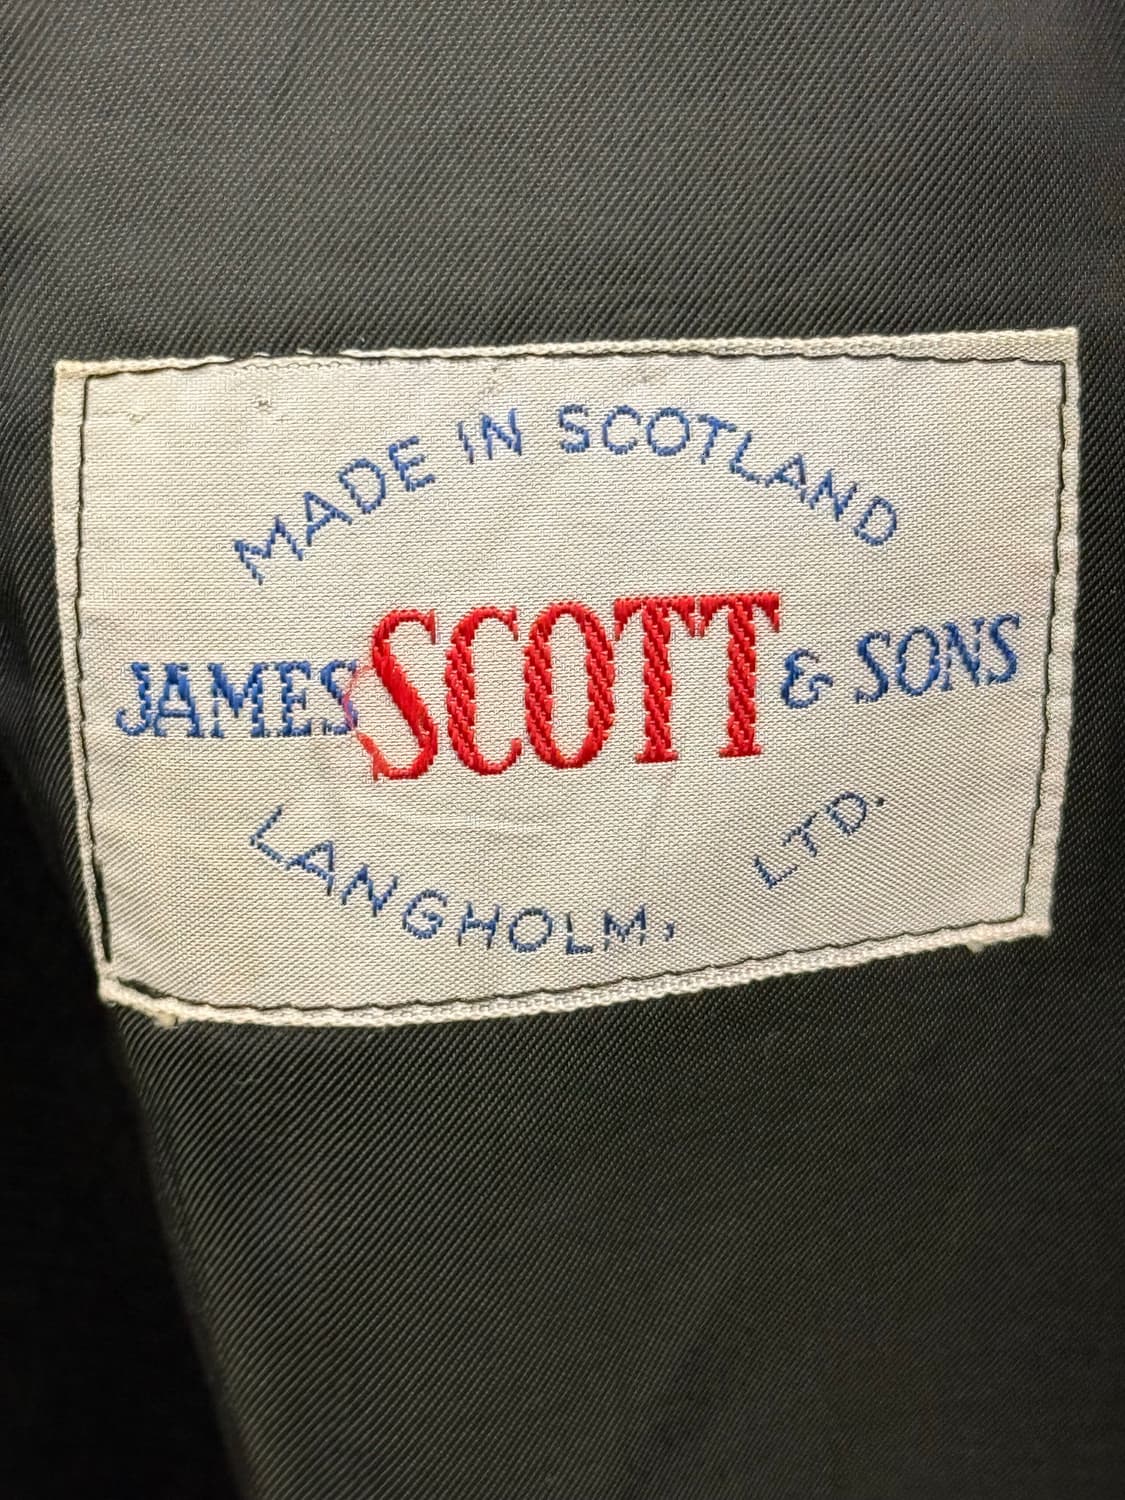 MADE IN SCOTLAND
JAMES SCOTT & SONS
LANGHOLM, LTD.